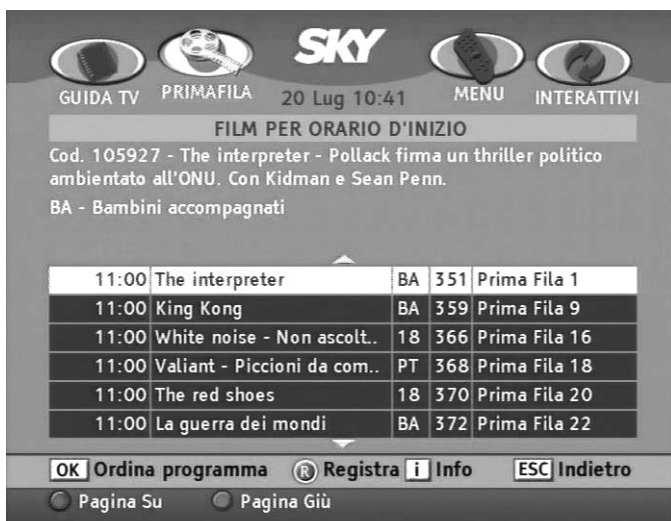 SKY
GUIDA TV PRIMAFILA 20 Lug 10:41 MENU INTERATTIVI
FILM PER ORARIO D'INIZIO
Cod. 105927 - The interpreter - Pollack firma un thriller politico
ambientato all'ONU. Con Kidman e Sean Penn.
BA - Bambini accompagnati
11:00 The interpreter BA 351 Prima Fila 1
11:00 King Kong BA 359 Prima Fila 9
11:00 White noise - Non ascolt.. 18 366 Prima Fila 16
11:00 Valiant - Piccioni da com.. PT 368 Prima Fila 18
11:00 The red shoes 18 370 Prima Fila 20
11:00 La guerra dei mondi BA 372 Prima Fila 22
OK Ordina programma R Registra i Info ESC Indietro
Pagina Su Pagina Giù